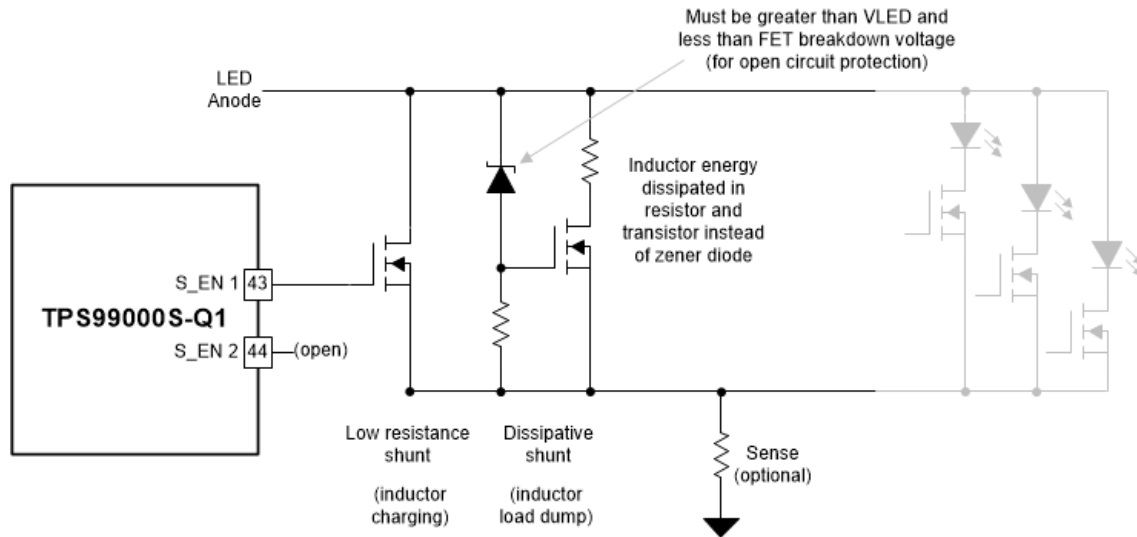 Must be greater than VLED and
less than FET breakdown voltage
(for open circuit protection)
LED
Anode
Inductor energy
dissipated in
resistor and
transistor instead
of zener diode
S_EN 1
43
TPS99000S-Q1
S_EN 2
44
(open)
Low resistance
shunt
(inductor
charging)
Dissipative
shunt
(inductor
load dump)
Sense
(optional)